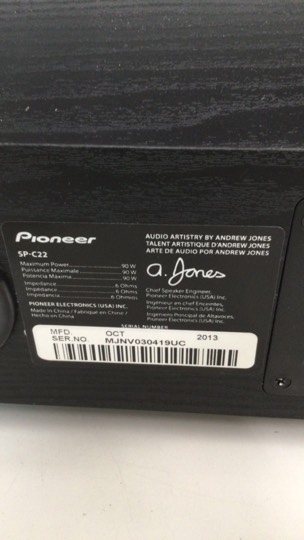 Pioneer
SP-C22
Maximum Power 90 W
Puissance Maximale 90 W
Potencia Máxima 90 W
Impedance 6 Ohms
Impédance 6 Ohms
Impedancia 6 Ohms
PIONEER ELECTRONICS (USA) INC.
Made in China / Fabriqué en Chine /
Hecho en China
AUDIO ARTISTRY BY ANDREW JONES
TALENT ARTISTIQUE D'ANDREW JONES
ARTE DE AUDIO POR ANDREW JONES
A. Jones
Chief Speaker Engineer,
Pioneer Electronics (USA) Inc.
Ingénieur en chef Enceintes,
Pioneer Electronics (USA) Inc.
Ingeniero Principal de Altavoces,
Pioneer Electronics (USA) Inc.
SERIAL NUMBER
MFD. OCT 2013
SER.NO. MJNV030419UC